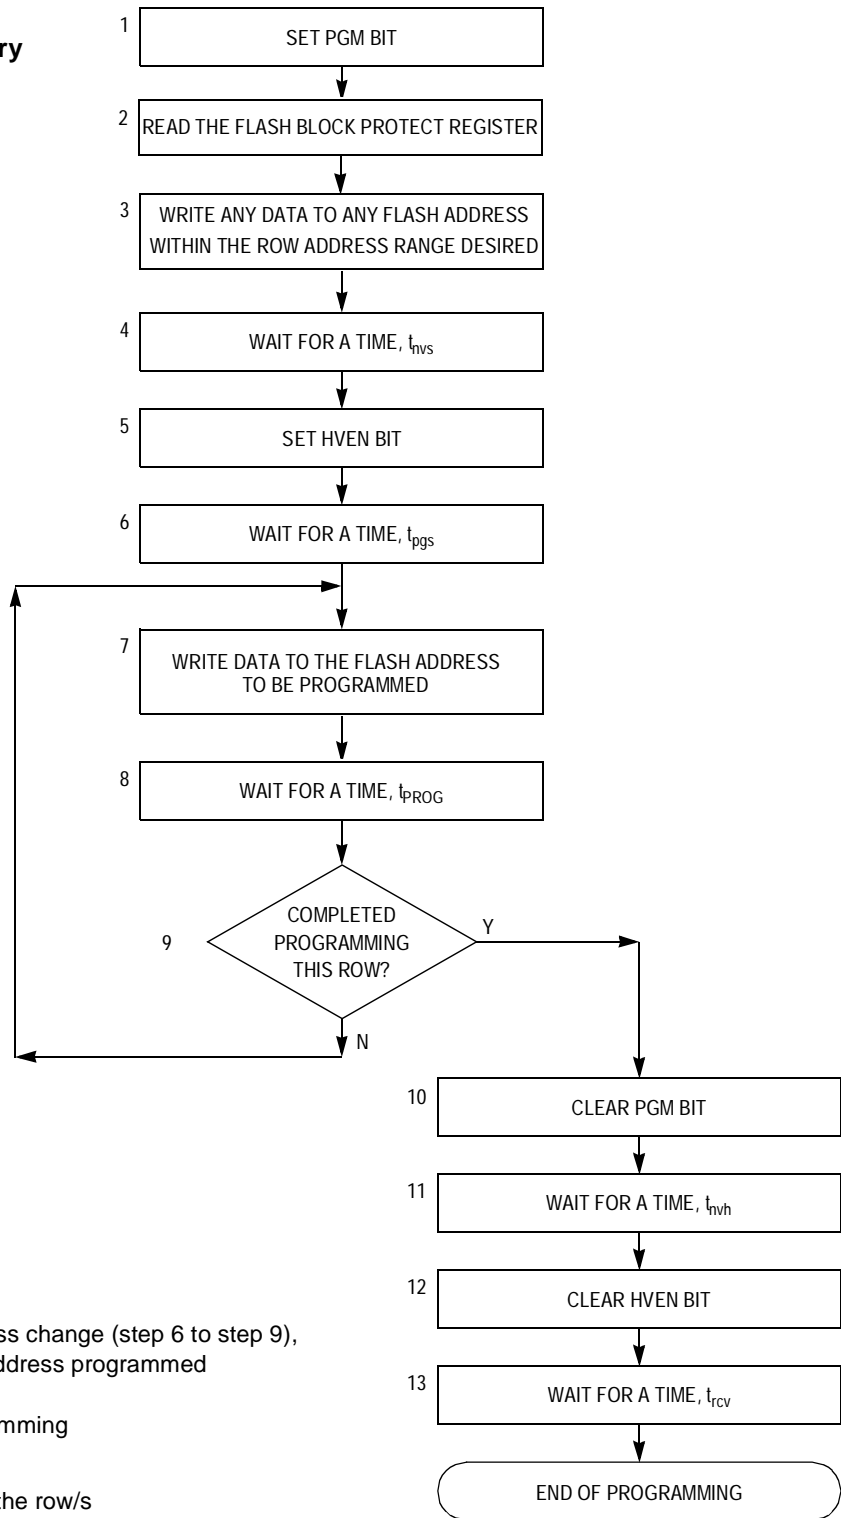 ry
1
SET PGM BIT
2
READ THE FLASH BLOCK PROTECT REGISTER
3
WRITE ANY DATA TO ANY FLASH ADDRESS
WITHIN THE ROW ADDRESS RANGE DESIRED
4
WAIT FOR A TIME, tnvs
5
SET HVEN BIT
6
WAIT FOR A TIME, tpgs
7
WRITE DATA TO THE FLASH ADDRESS
TO BE PROGRAMMED
8
WAIT FOR A TIME, tPROG
9
COMPLETED
PROGRAMMING
THIS ROW?
Y
N
10
CLEAR PGM BIT
11
WAIT FOR A TIME, tnvh
12
CLEAR HVEN BIT
13
WAIT FOR A TIME, trcv
END OF PROGRAMMING
ss change (step 6 to step 9),
ddress programmed
mming
the row/s